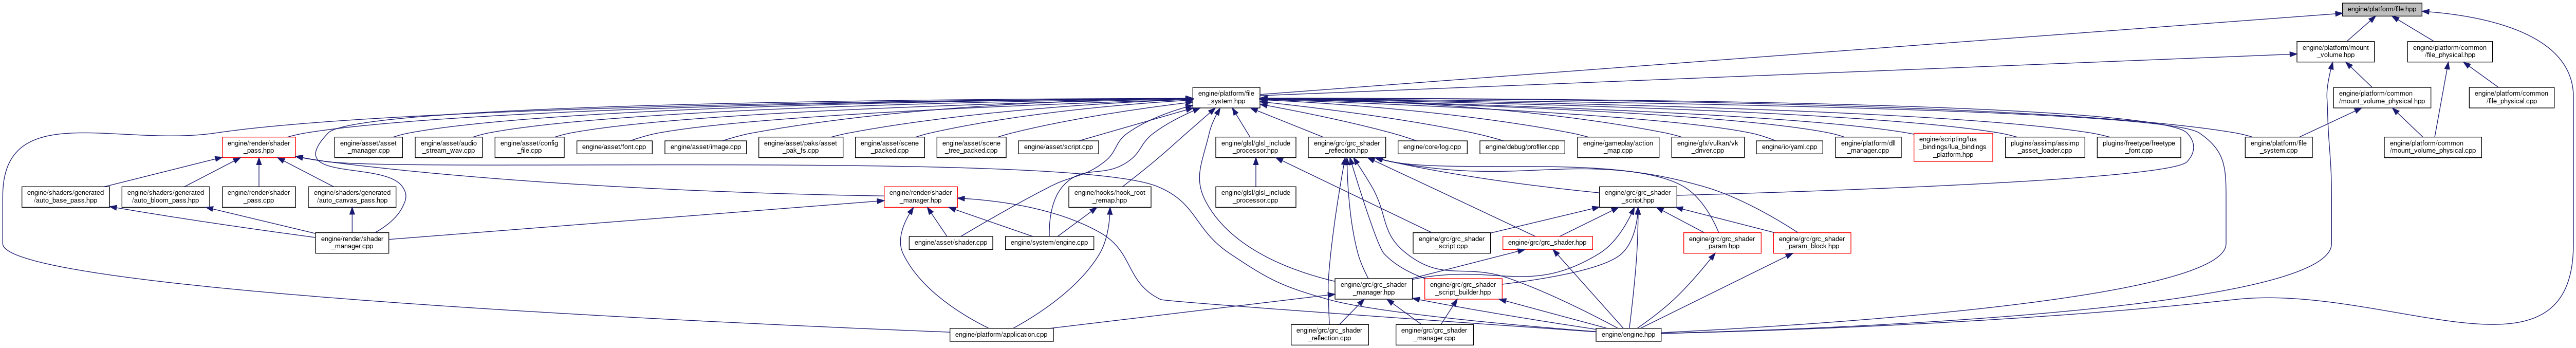 engine/platform/file.hpp
engine/platform/mount
_volume.hpp
engine/platform/common
/file_physical.hpp
engine/platform/file
_system.hpp
engine/platform/common
/mount_volume_physical.hpp
engine/platform/common
/file_physical.cpp
engine/render/shader
_pass.hpp
engine/asset/asset
_manager.cpp
engine/asset/audio
_stream_wav.cpp
engine/asset/config
_file.cpp
engine/asset/font.cpp
engine/asset/image.cpp
engine/asset/paks/asset
_pak_fs.cpp
engine/asset/scene
_packed.cpp
engine/asset/scene
_tree_packed.cpp
engine/asset/script.cpp
engine/glsl/glsl_include
_processor.hpp
engine/grc/grc_shader
_reflection.hpp
engine/core/log.cpp
engine/debug/profiler.cpp
engine/gameplay/action
_map.cpp
engine/gfx/vulkan/vk
_driver.cpp
engine/io/yaml.cpp
engine/platform/dll
_manager.cpp
engine/scripting/lua
_bindings/lua_bindings
_platform.hpp
plugins/assimp/assimp
_asset_loader.cpp
plugins/freetype/freetype
_font.cpp
engine/platform/file
_system.cpp
engine/platform/common
/mount_volume_physical.cpp
engine/shaders/generated
/auto_base_pass.hpp
engine/shaders/generated
/auto_bloom_pass.hpp
engine/render/shader
_pass.cpp
engine/shaders/generated
/auto_canvas_pass.hpp
engine/render/shader
_manager.hpp
engine/hooks/hook_root
_remap.hpp
engine/glsl/glsl_include
_processor.cpp
engine/grc/grc_shader
_script.hpp
engine/render/shader
_manager.cpp
engine/asset/shader.cpp
engine/system/engine.cpp
engine/grc/grc_shader
_script.cpp
engine/grc/grc_shader.hpp
engine/grc/grc_shader
_param.hpp
engine/grc/grc_shader
_param_block.hpp
engine/grc/grc_shader
_manager.hpp
engine/grc/grc_shader
_script_builder.hpp
engine/platform/application.cpp
engine/grc/grc_shader
_reflection.cpp
engine/grc/grc_shader
_manager.cpp
engine/engine.hpp